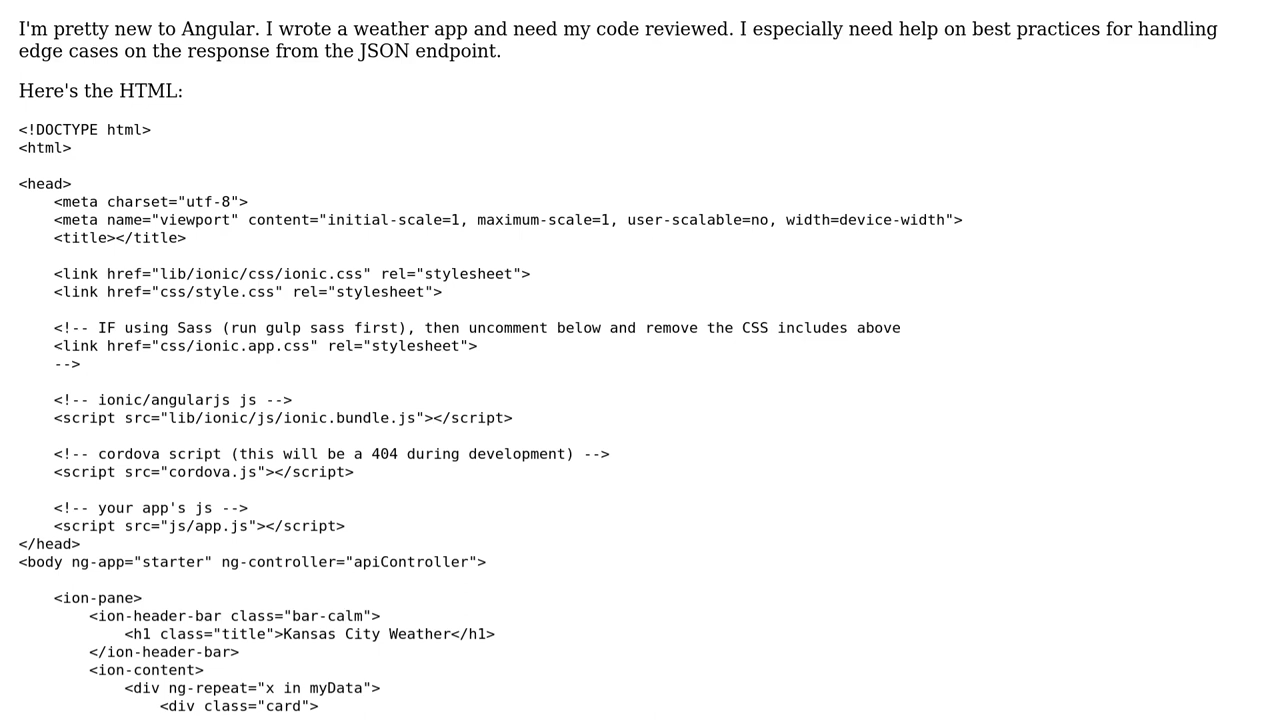 I'm pretty new to Angular. I wrote a weather app and need my code reviewed. I especially need help on best practices for handling
edge cases on the response from the JSON endpoint.
Here's the HTML:
<!DOCTYPE html>
<html>
<head>
    <meta charset="utf-8">
    <meta name="viewport" content="initial-scale=1, maximum-scale=1, user-scalable=no, width=device-width">
    <title></title>
    <link href="lib/ionic/css/ionic.css" rel="stylesheet">
    <link href="css/style.css" rel="stylesheet">
    <!-- IF using Sass (run gulp sass first), then uncomment below and remove the CSS includes above
    <link href="css/ionic.app.css" rel="stylesheet">
    -->
    <!-- ionic/angularjs js -->
    <script src="lib/ionic/js/ionic.bundle.js"></script>
    <!-- cordova script (this will be a 404 during development) -->
    <script src="cordova.js"></script>
    <!-- your app's js -->
    <script src="js/app.js"></script>
</head>
<body ng-app="starter" ng-controller="apiController">
    <ion-pane>
        <ion-header-bar class="bar-calm">
            <h1 class="title">Kansas City Weather</h1>
        </ion-header-bar>
        <ion-content>
            <div ng-repeat="x in myData">
                <div class="card">